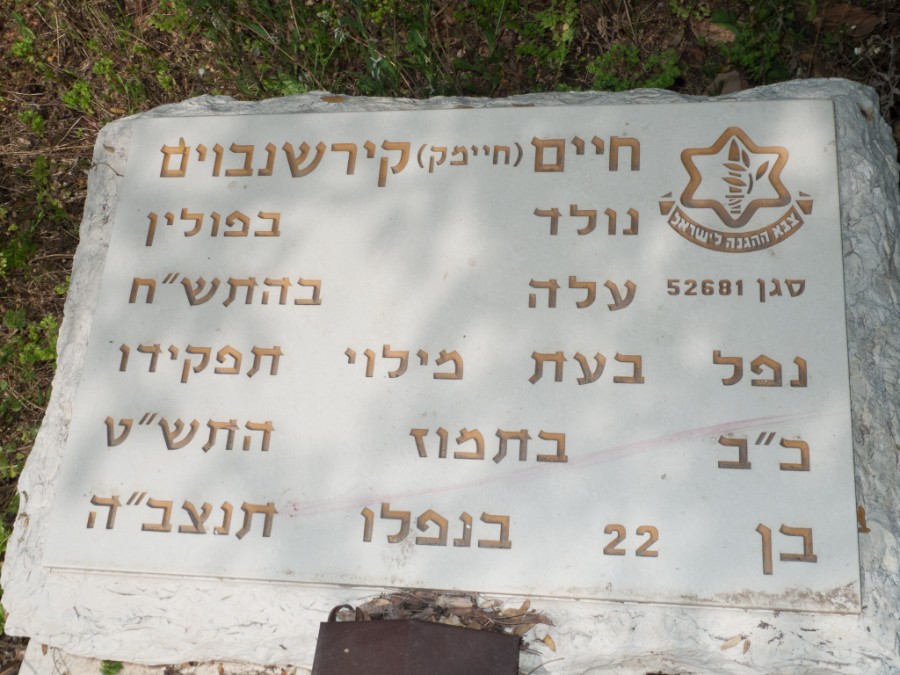 חיים (חיימק) קירשנבוים
צבא ההגנה לישראל
נולד בפולין
סגן 52681
עלה בהתש״ח
נפל בעת מילוי תפקידו
כ״ב בתמוז התש״ט
בן 22 בנפלו תנצב״ה